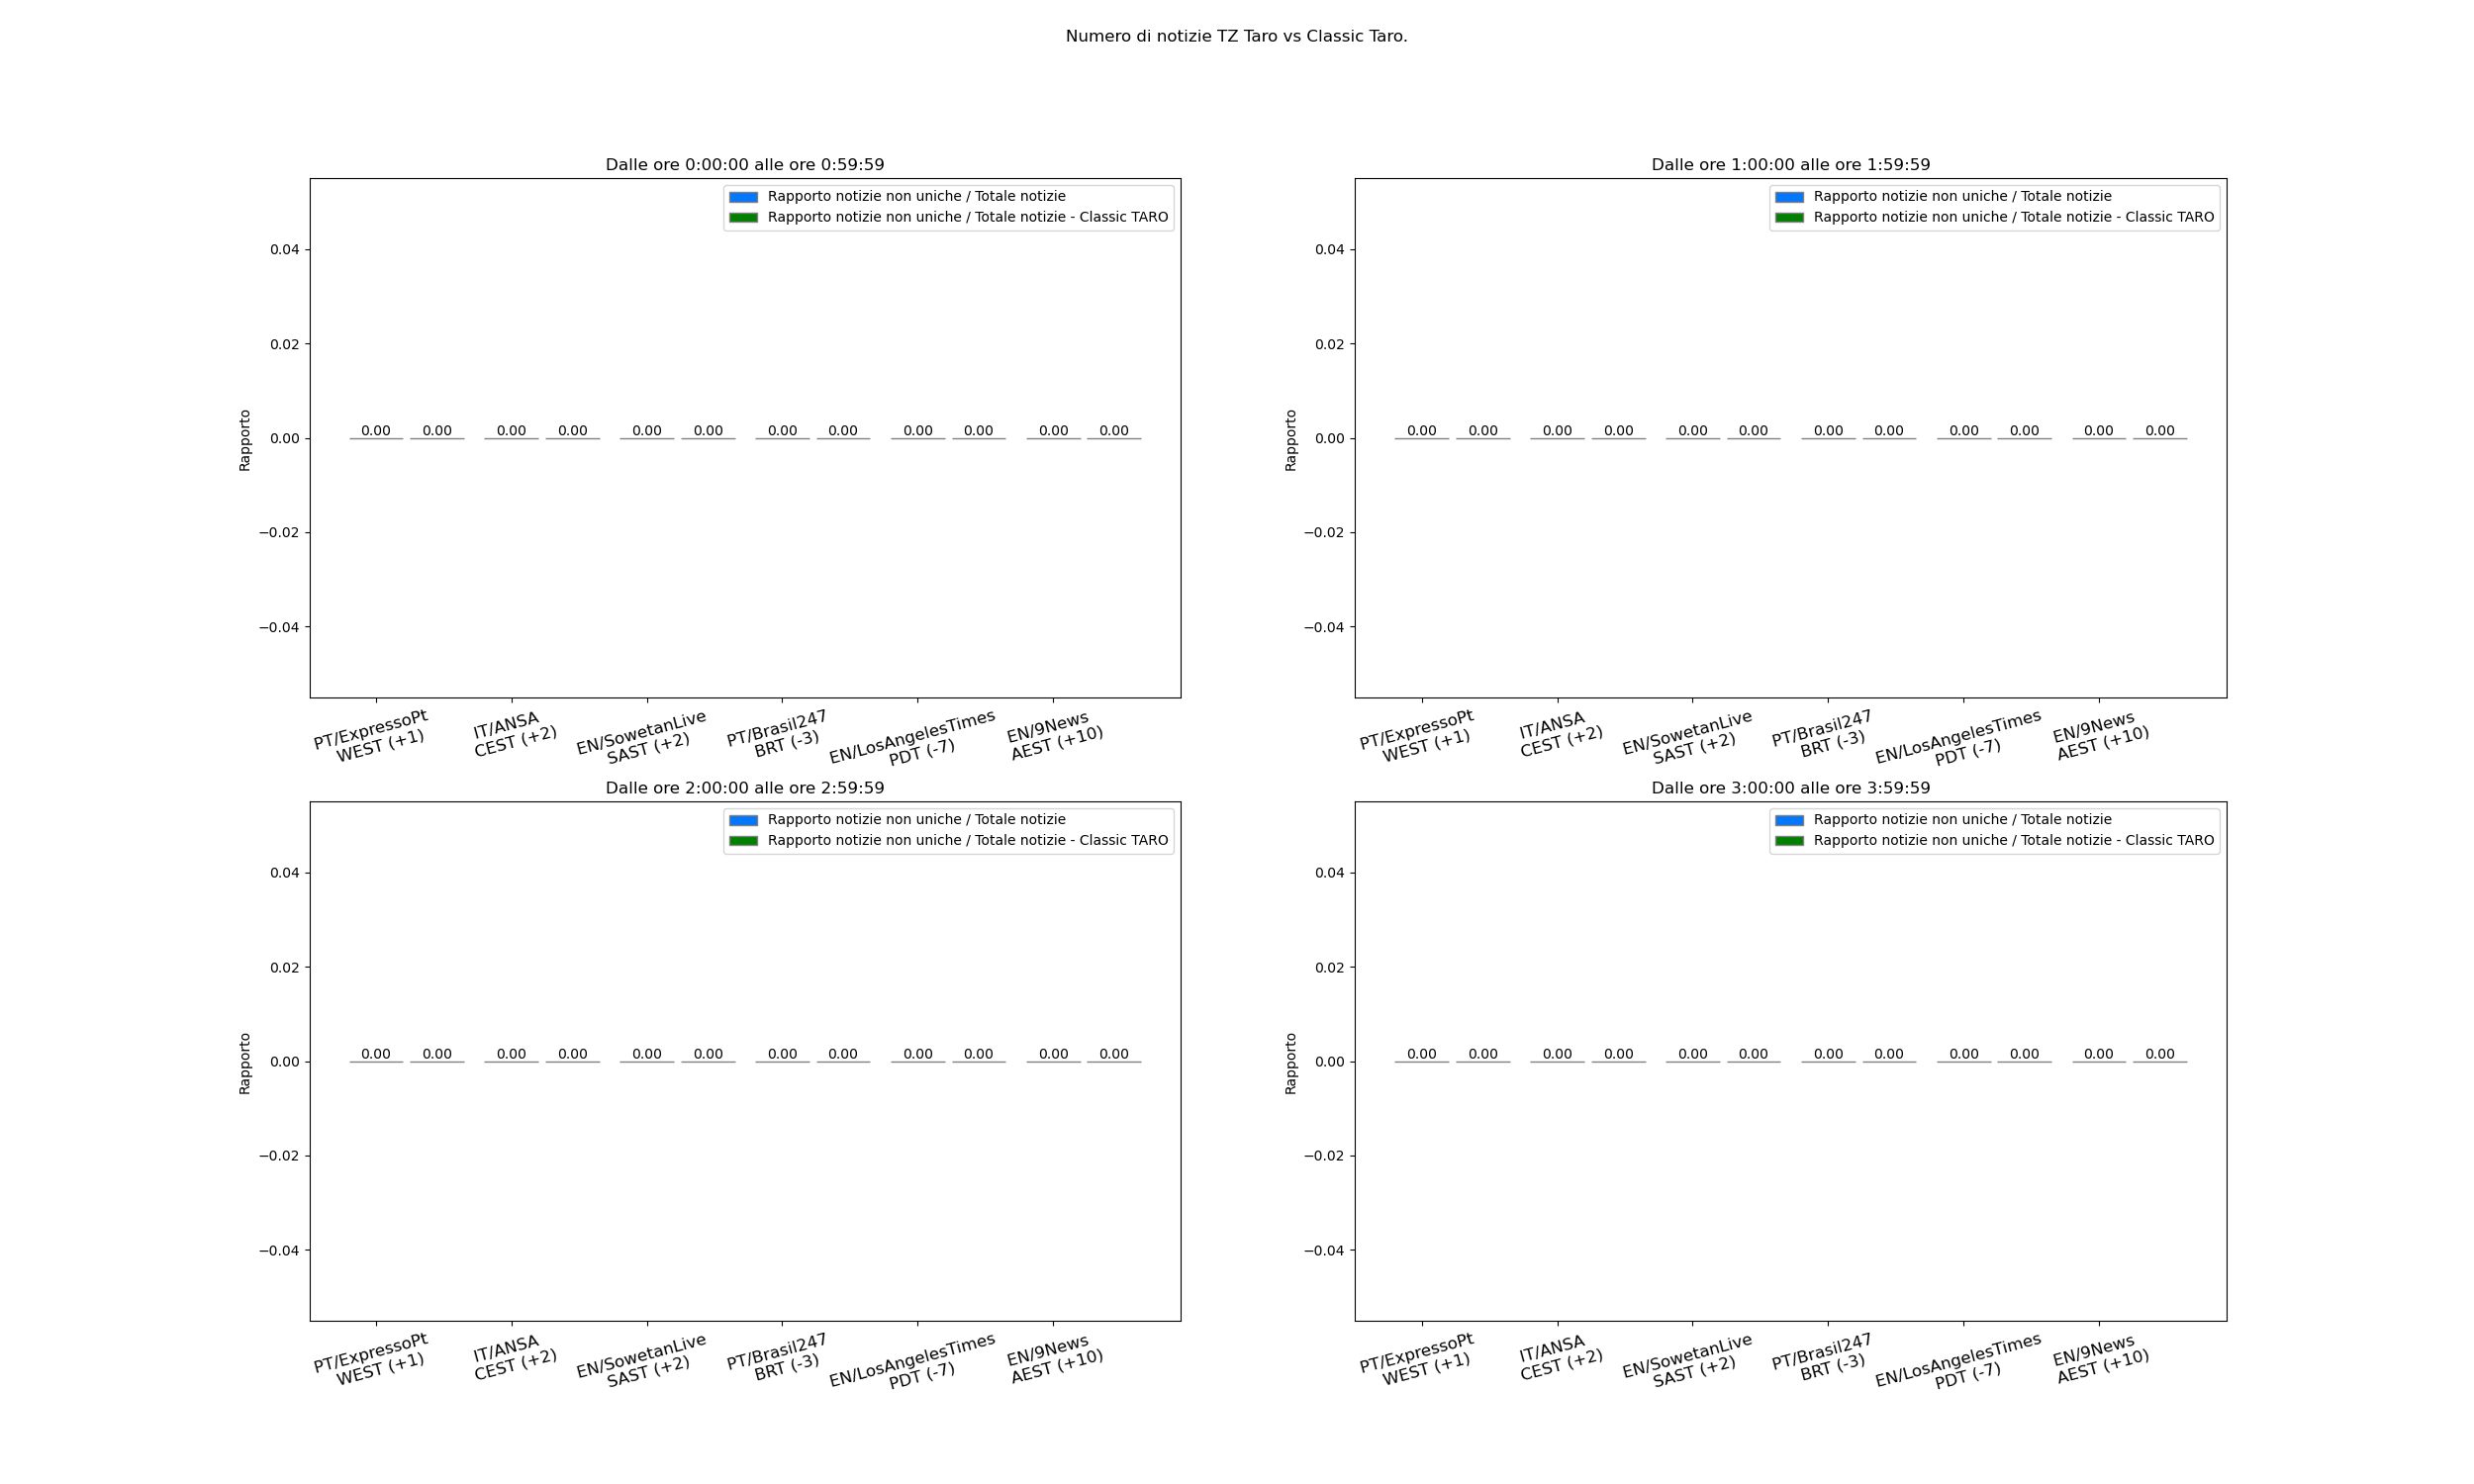 Numero di notizie TZ Taro vs Classic Taro.
Dalle ore 0:00:00 alle ore 0:59:59
Rapporto notizie non uniche / Totale notizie
Rapporto notizie non uniche / Totale notizie - Classic TARO
Rapporto
0.04
0.02
0.00
−0.02
−0.04
0.00 0.00 0.00 0.00 0.00 0.00 0.00 0.00 0.00 0.00 0.00 0.00
PT/ExpressoPt
WEST (+1)
IT/ANSA
CEST (+2)
EN/SowetanLive
SAST (+2)
PT/Brasil247
BRT (-3)
EN/LosAngelesTimes
PDT (-7)
EN/9News
AEST (+10)
Dalle ore 1:00:00 alle ore 1:59:59
Rapporto notizie non uniche / Totale notizie
Rapporto notizie non uniche / Totale notizie - Classic TARO
Rapporto
0.04
0.02
0.00
−0.02
−0.04
0.00 0.00 0.00 0.00 0.00 0.00 0.00 0.00 0.00 0.00 0.00 0.00
PT/ExpressoPt
WEST (+1)
IT/ANSA
CEST (+2)
EN/SowetanLive
SAST (+2)
PT/Brasil247
BRT (-3)
EN/LosAngelesTimes
PDT (-7)
EN/9News
AEST (+10)
Dalle ore 2:00:00 alle ore 2:59:59
Rapporto notizie non uniche / Totale notizie
Rapporto notizie non uniche / Totale notizie - Classic TARO
Rapporto
0.04
0.02
0.00
−0.02
−0.04
0.00 0.00 0.00 0.00 0.00 0.00 0.00 0.00 0.00 0.00 0.00 0.00
PT/ExpressoPt
WEST (+1)
IT/ANSA
CEST (+2)
EN/SowetanLive
SAST (+2)
PT/Brasil247
BRT (-3)
EN/LosAngelesTimes
PDT (-7)
EN/9News
AEST (+10)
Dalle ore 3:00:00 alle ore 3:59:59
Rapporto notizie non uniche / Totale notizie
Rapporto notizie non uniche / Totale notizie - Classic TARO
Rapporto
0.04
0.02
0.00
−0.02
−0.04
0.00 0.00 0.00 0.00 0.00 0.00 0.00 0.00 0.00 0.00 0.00 0.00
PT/ExpressoPt
WEST (+1)
IT/ANSA
CEST (+2)
EN/SowetanLive
SAST (+2)
PT/Brasil247
BRT (-3)
EN/LosAngelesTimes
PDT (-7)
EN/9News
AEST (+10)